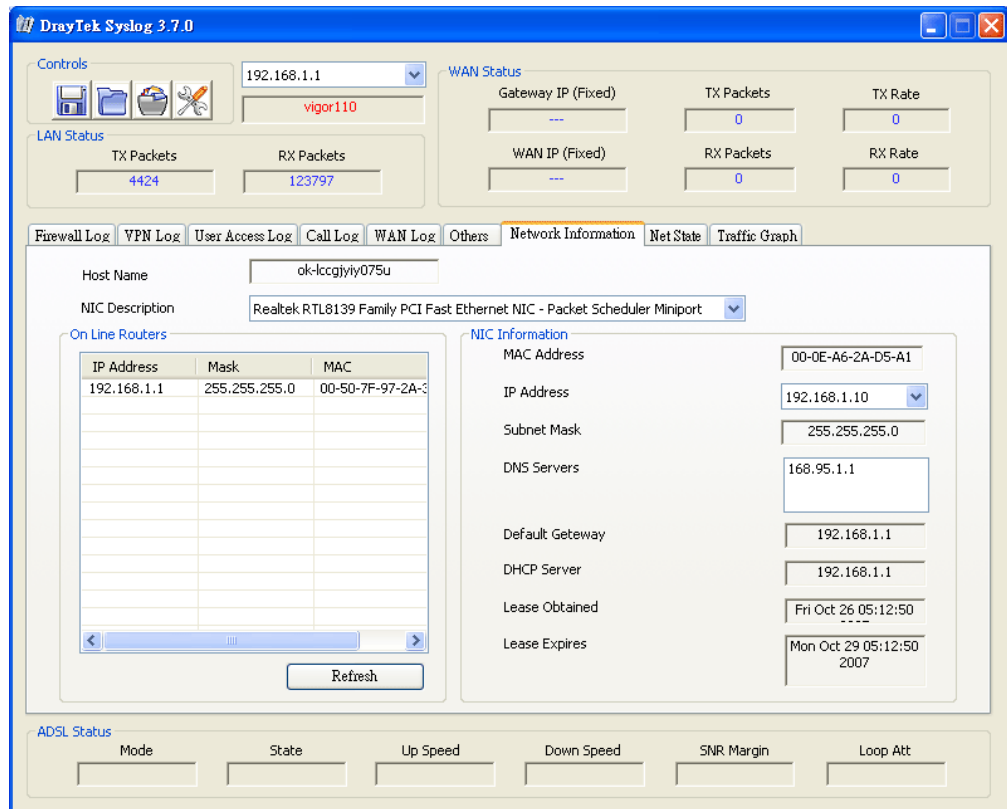 DrayTek Syslog 3.7.0
Controls
192.168.1.1
vigor110
WAN Status
Gateway IP (Fixed) TX Packets TX Rate
--- 0 0
WAN IP (Fixed) RX Packets RX Rate
--- 0 0
LAN Status
TX Packets RX Packets
4424 123797
Firewall Log VPN Log User Access Log Call Log WAN Log Others Network Information Net State Traffic Graph
Host Name ok-lccgjyiy075u
NIC Description Realtek RTL8139 Family PCI Fast Ethernet NIC - Packet Scheduler Miniport
On Line Routers
IP Address Mask MAC
192.168.1.1 255.255.255.0 00-50-7F-97-2A-3
Refresh
NIC Information
MAC Address 00-0E-A6-2A-D5-A1
IP Address 192.168.1.10
Subnet Mask 255.255.255.0
DNS Servers 168.95.1.1
Default Geteway 192.168.1.1
DHCP Server 192.168.1.1
Lease Obtained Fri Oct 26 05:12:50
Lease Expires Mon Oct 29 05:12:50
2007
ADSL Status
Mode State Up Speed Down Speed SNR Margin Loop Att